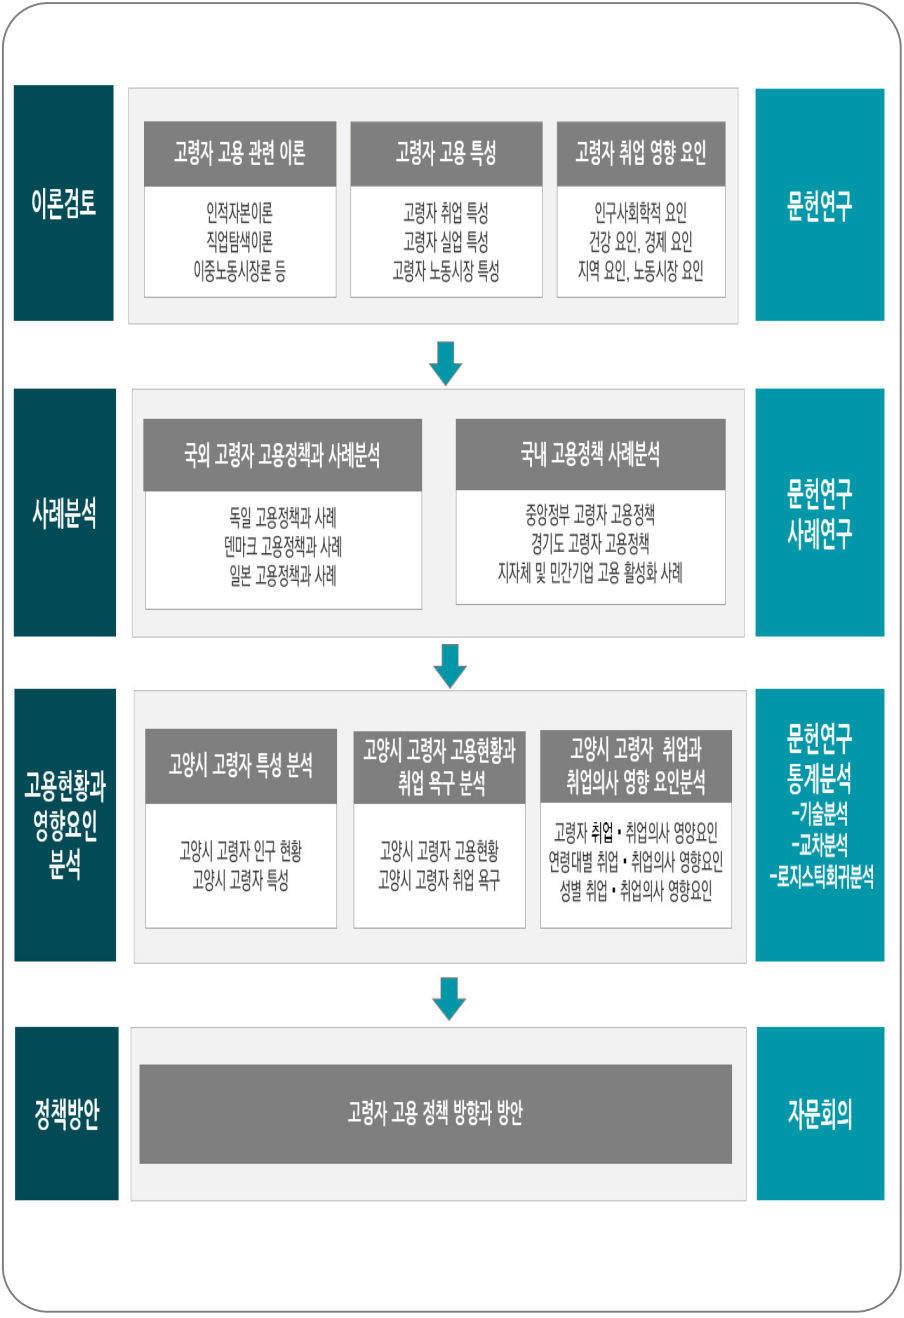 이론검토
고령자 고용 관련 이론
인적자본이론
직업탐색이론
이중노동시장론 등
고령자 고용 특성
고령자 취업 특성
고령자 실업 특성
고령자 노동시장 특성
고령자 취업 영향 요인
인구사회학적 요인
건강 요인, 경제 요인
지역 요인, 노동시장 요인
문헌연구
사례분석
국외 고령자 고용정책과 사례분석
독일 고용정책과 사례
덴마크 고용정책과 사례
일본 고용정책과 사례
국내 고용정책 사례분석
중앙정부 고령자 고용정책
경기도 고령자 고용정책
지자체 및 민간기업 고용 활성화 사례
문헌연구
사례연구
고용현황과
영향요인
분석
고양시 고령자 특성 분석
고양시 고령자 인구 현황
고양시 고령자 특성
고양시 고령자 고용현황과
취업 욕구 분석
고양시 고령자 고용현황
고양시 고령자 취업 욕구
고양시 고령자 취업과
취업의사 영향 요인분석
고령자 취업·취업의사 영양요인
연령대별 취업·취업의사 영향요인
성별 취업·취업의사 영향요인
문헌연구
통계분석
-기술분석
-교차분석
-로지스틱회귀분석
정책방안
고령자 고용 정책 방향과 방안
자문회의